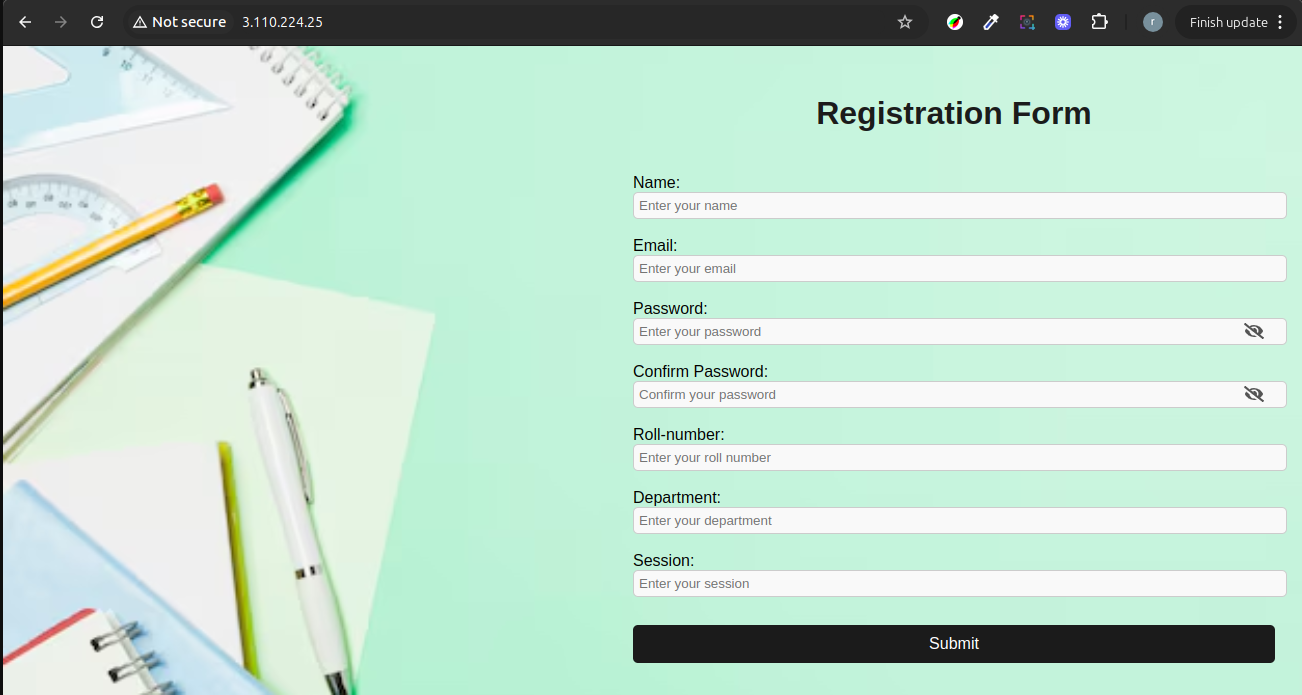 Not secure 3.110.224.25 r Finish update
Registration Form
Name:
Enter your name
Email:
Enter your email
Password:
Enter your password
Confirm Password:
Confirm your password
Roll-number:
Enter your roll number
Department:
Enter your department
Session:
Enter your session
Submit